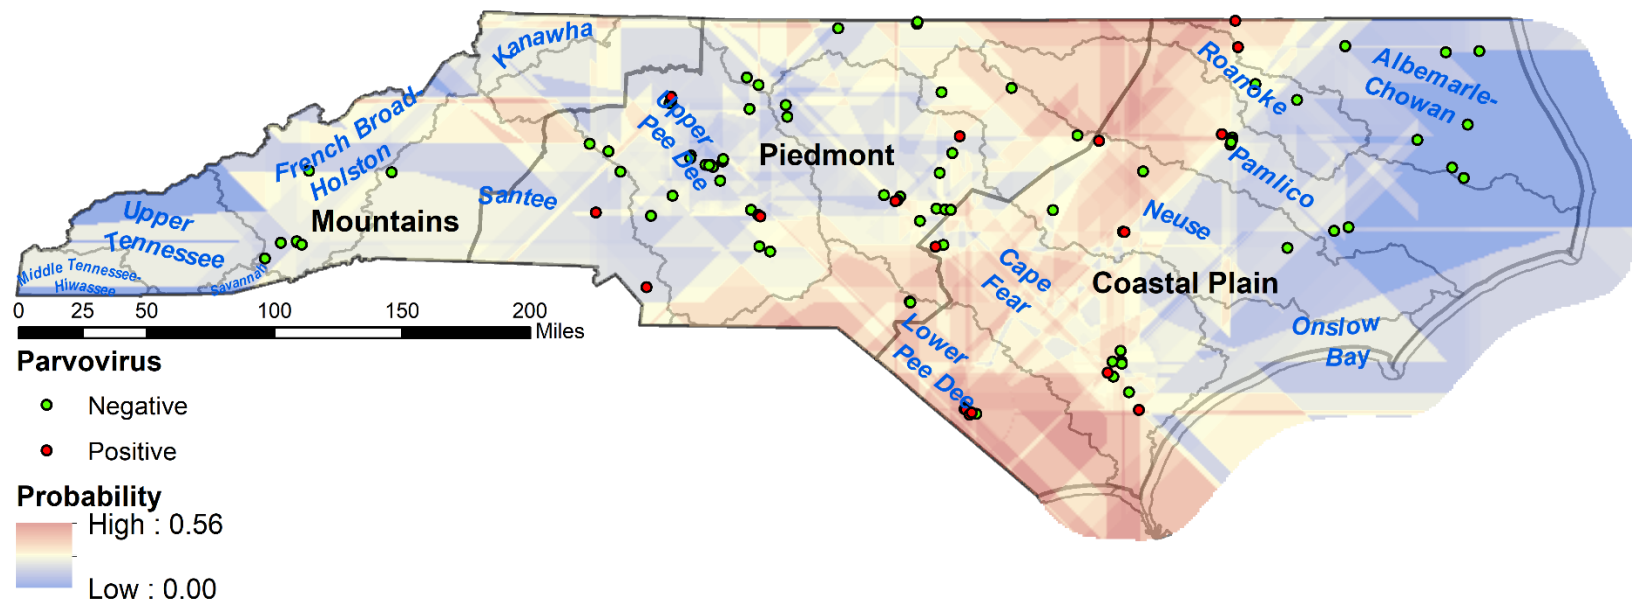 Kanawha
Roanoke
Albemarle-
Chowan
French Broad-
Holston
Upper
Pee Dee
Piedmont
Pamlico
Santee
Neuse
Upper
Tennessee
Mountains
Cape
Fear
Coastal Plain
Middle Tennessee-
Hiwassee
Savannah
Onslow
Bay
Lower
Pee Dee
0 25 50 100 150 200
Miles
Parvovirus
Negative
Positive
Probability
High : 0.56
Low : 0.00